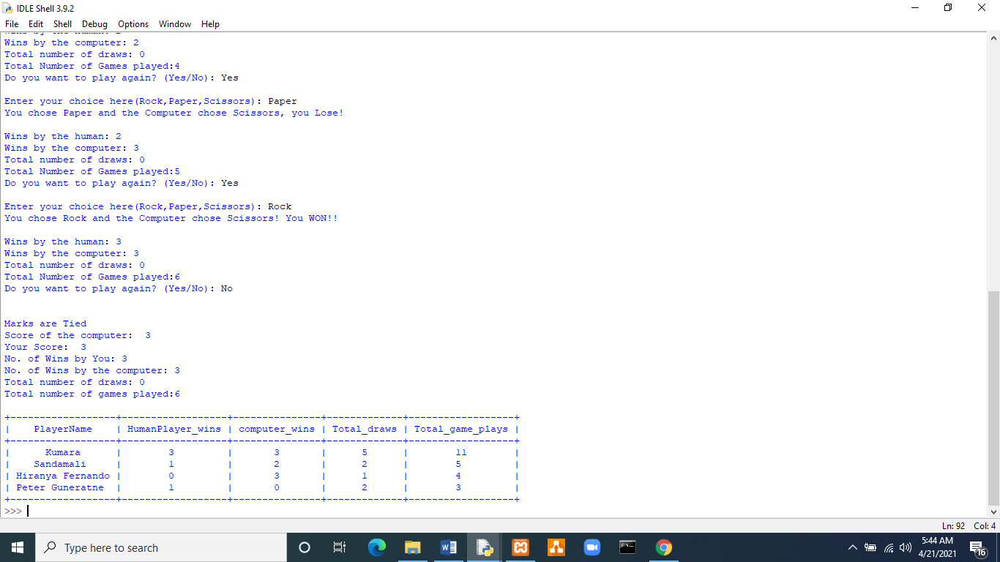 IDLE Shell 3.9.2
File Edit Shell Debug Options Window Help
Wins by the computer: 2
Total number of draws: 0
Total Number of Games played:4
Do you want to play again? (Yes/No): Yes
Enter your choice here(Rock,Paper,Scissors): Paper
You chose Paper and the Computer chose Scissors, you Lose!
Wins by the human: 2
Wins by the computer: 3
Total number of draws: 0
Total Number of Games played:5
Do you want to play again? (Yes/No): Yes
Enter your choice here(Rock,Paper,Scissors): Rock
You chose Rock and the Computer chose Scissors! You WON!!
Wins by the human: 3
Wins by the computer: 3
Total number of draws: 0
Total Number of Games played:6
Do you want to play again? (Yes/No): No
Marks are Tied
Score of the computer:  3
Your Score:  3
No. of Wins by You: 3
No. of Wins by the computer: 3
Total number of draws: 0
Total number of games played:6
+------------------+------------------+---------------+-------------+------------------+
|    PlayerName    | HumanPlayer_wins | computer_wins | Total_draws | Total_game_plays |
+------------------+------------------+---------------+-------------+------------------+
|      Kumara      |        3         |       3       |      5      |        11        |
|    Sandamali     |        1         |       2       |      2      |        5         |
| Hiranya Fernando |        0         |       3       |      1      |        4         |
| Peter Guneratne  |        1         |       0       |      2      |        3         |
+------------------+------------------+---------------+-------------+------------------+
>>>
Ln: 92 Col: 4
Type here to search
5:44 AM
4/21/2021
16